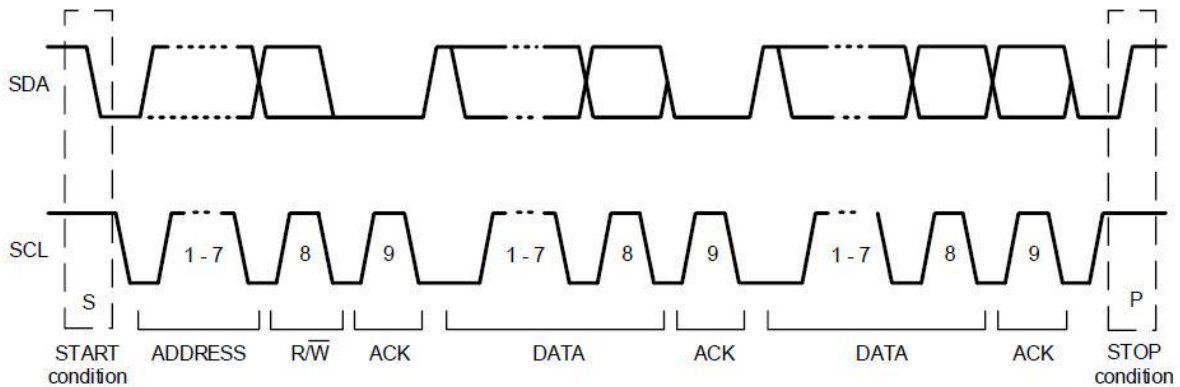 SDA
SCL
1 - 7 8 9 1 - 7 8 9 1 - 7 8 9
S P
START condition ADDRESS R/W̅ ACK DATA ACK DATA ACK STOP condition